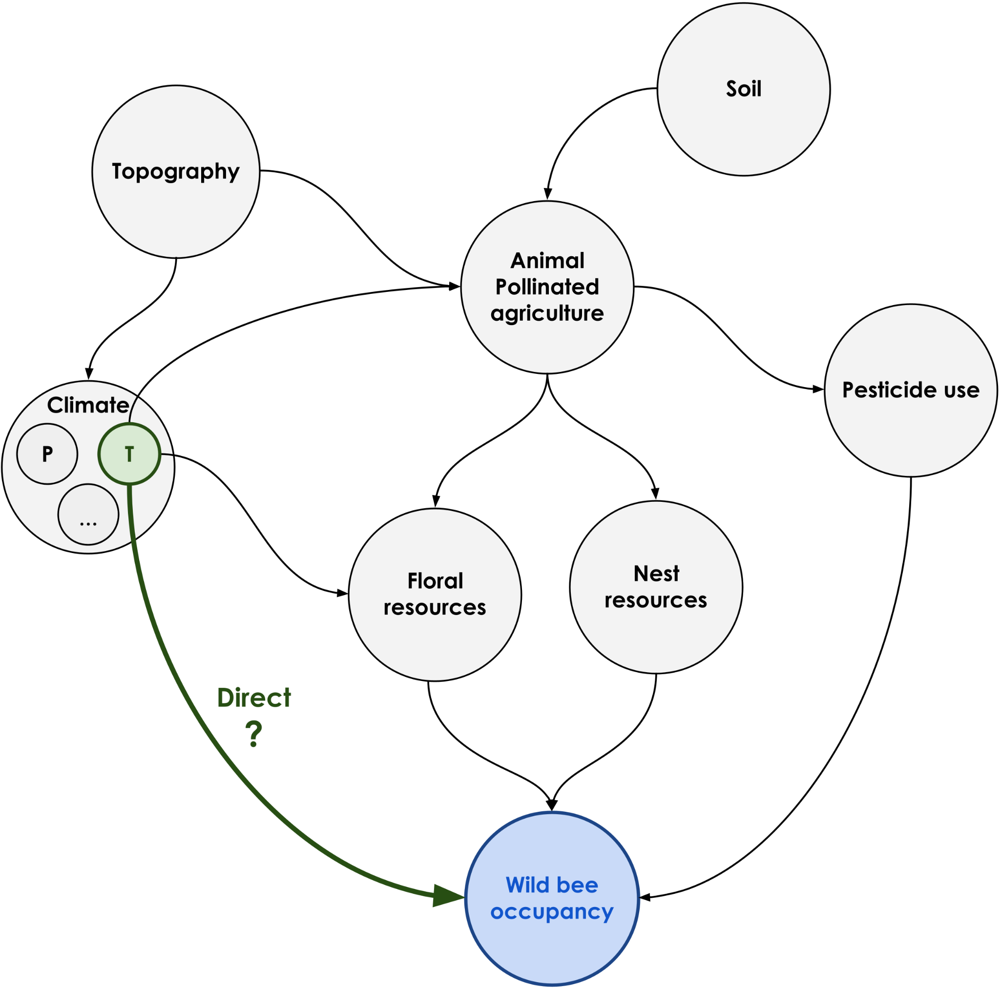 Soil
Topography
Animal
Pollinated
agriculture
Pesticide use
Climate
P
T
...
Floral
resources
Nest
resources
Direct
?
Wild bee
occupancy